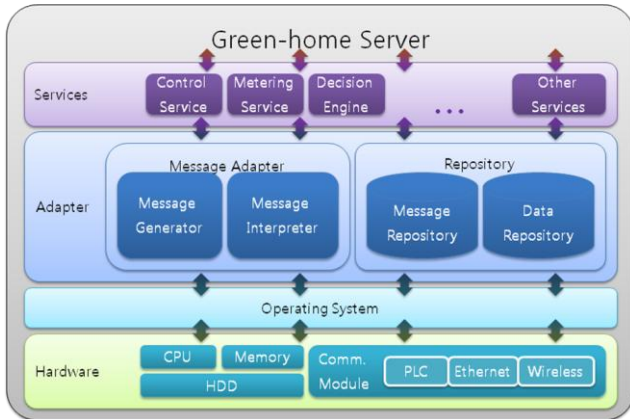 Green-home Server
Services
Control Service
Metering Service
Decision Engine
...
Other Services
Adapter
Message Adapter
Message Generator
Message Interpreter
Repository
Message Repository
Data Repository
Operating System
Hardware
CPU
Memory
HDD
Comm. Module
PLC
Ethernet
Wireless